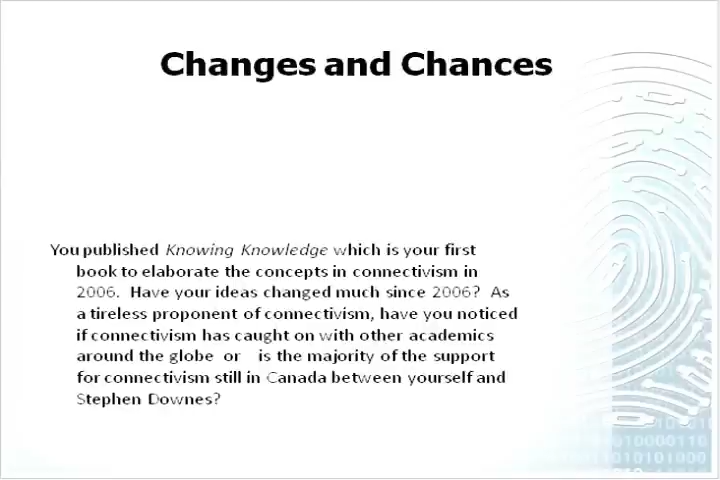 Changes and Chances
You published Knowing Knowledge which is your first
book to elaborate the concepts in connectivism in
2006. Have your ideas changed much since 2006? As
a tireless proponent of connectivism, have you noticed
if connectivism has caught on with other academics
around the globe or is the majority of the support
for connectivism still in Canada between yourself and
Stephen Downes?
010000110
010101000